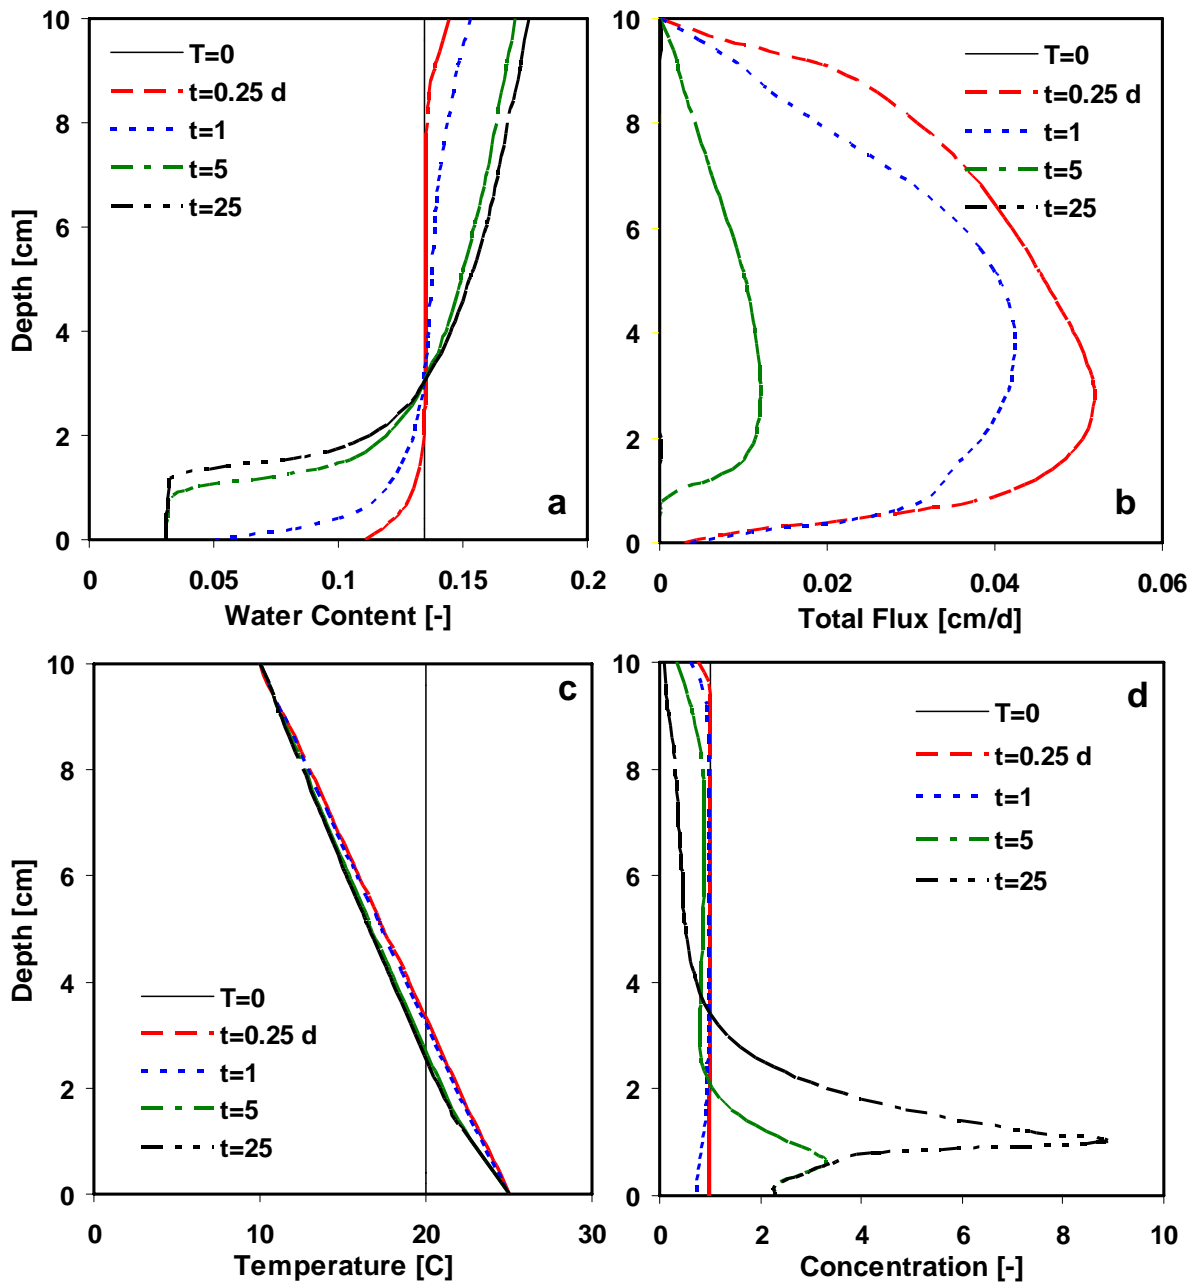 10
8
6
4
2
0
Depth [cm]
T=0
t=0.25 d
t=1
t=5
t=25
a
0
0.05
0.1
0.15
0.2
Water Content [-]
10
8
6
4
2
0
T=0
t=0.25 d
t=1
t=5
t=25
b
0
0.02
0.04
0.06
Total Flux [cm/d]
10
8
6
4
2
0
Depth [cm]
c
T=0
t=0.25 d
t=1
t=5
t=25
0
10
20
30
Temperature [C]
10
8
6
4
2
0
d
T=0
t=0.25 d
t=1
t=5
t=25
0
2
4
6
8
10
Concentration [-]